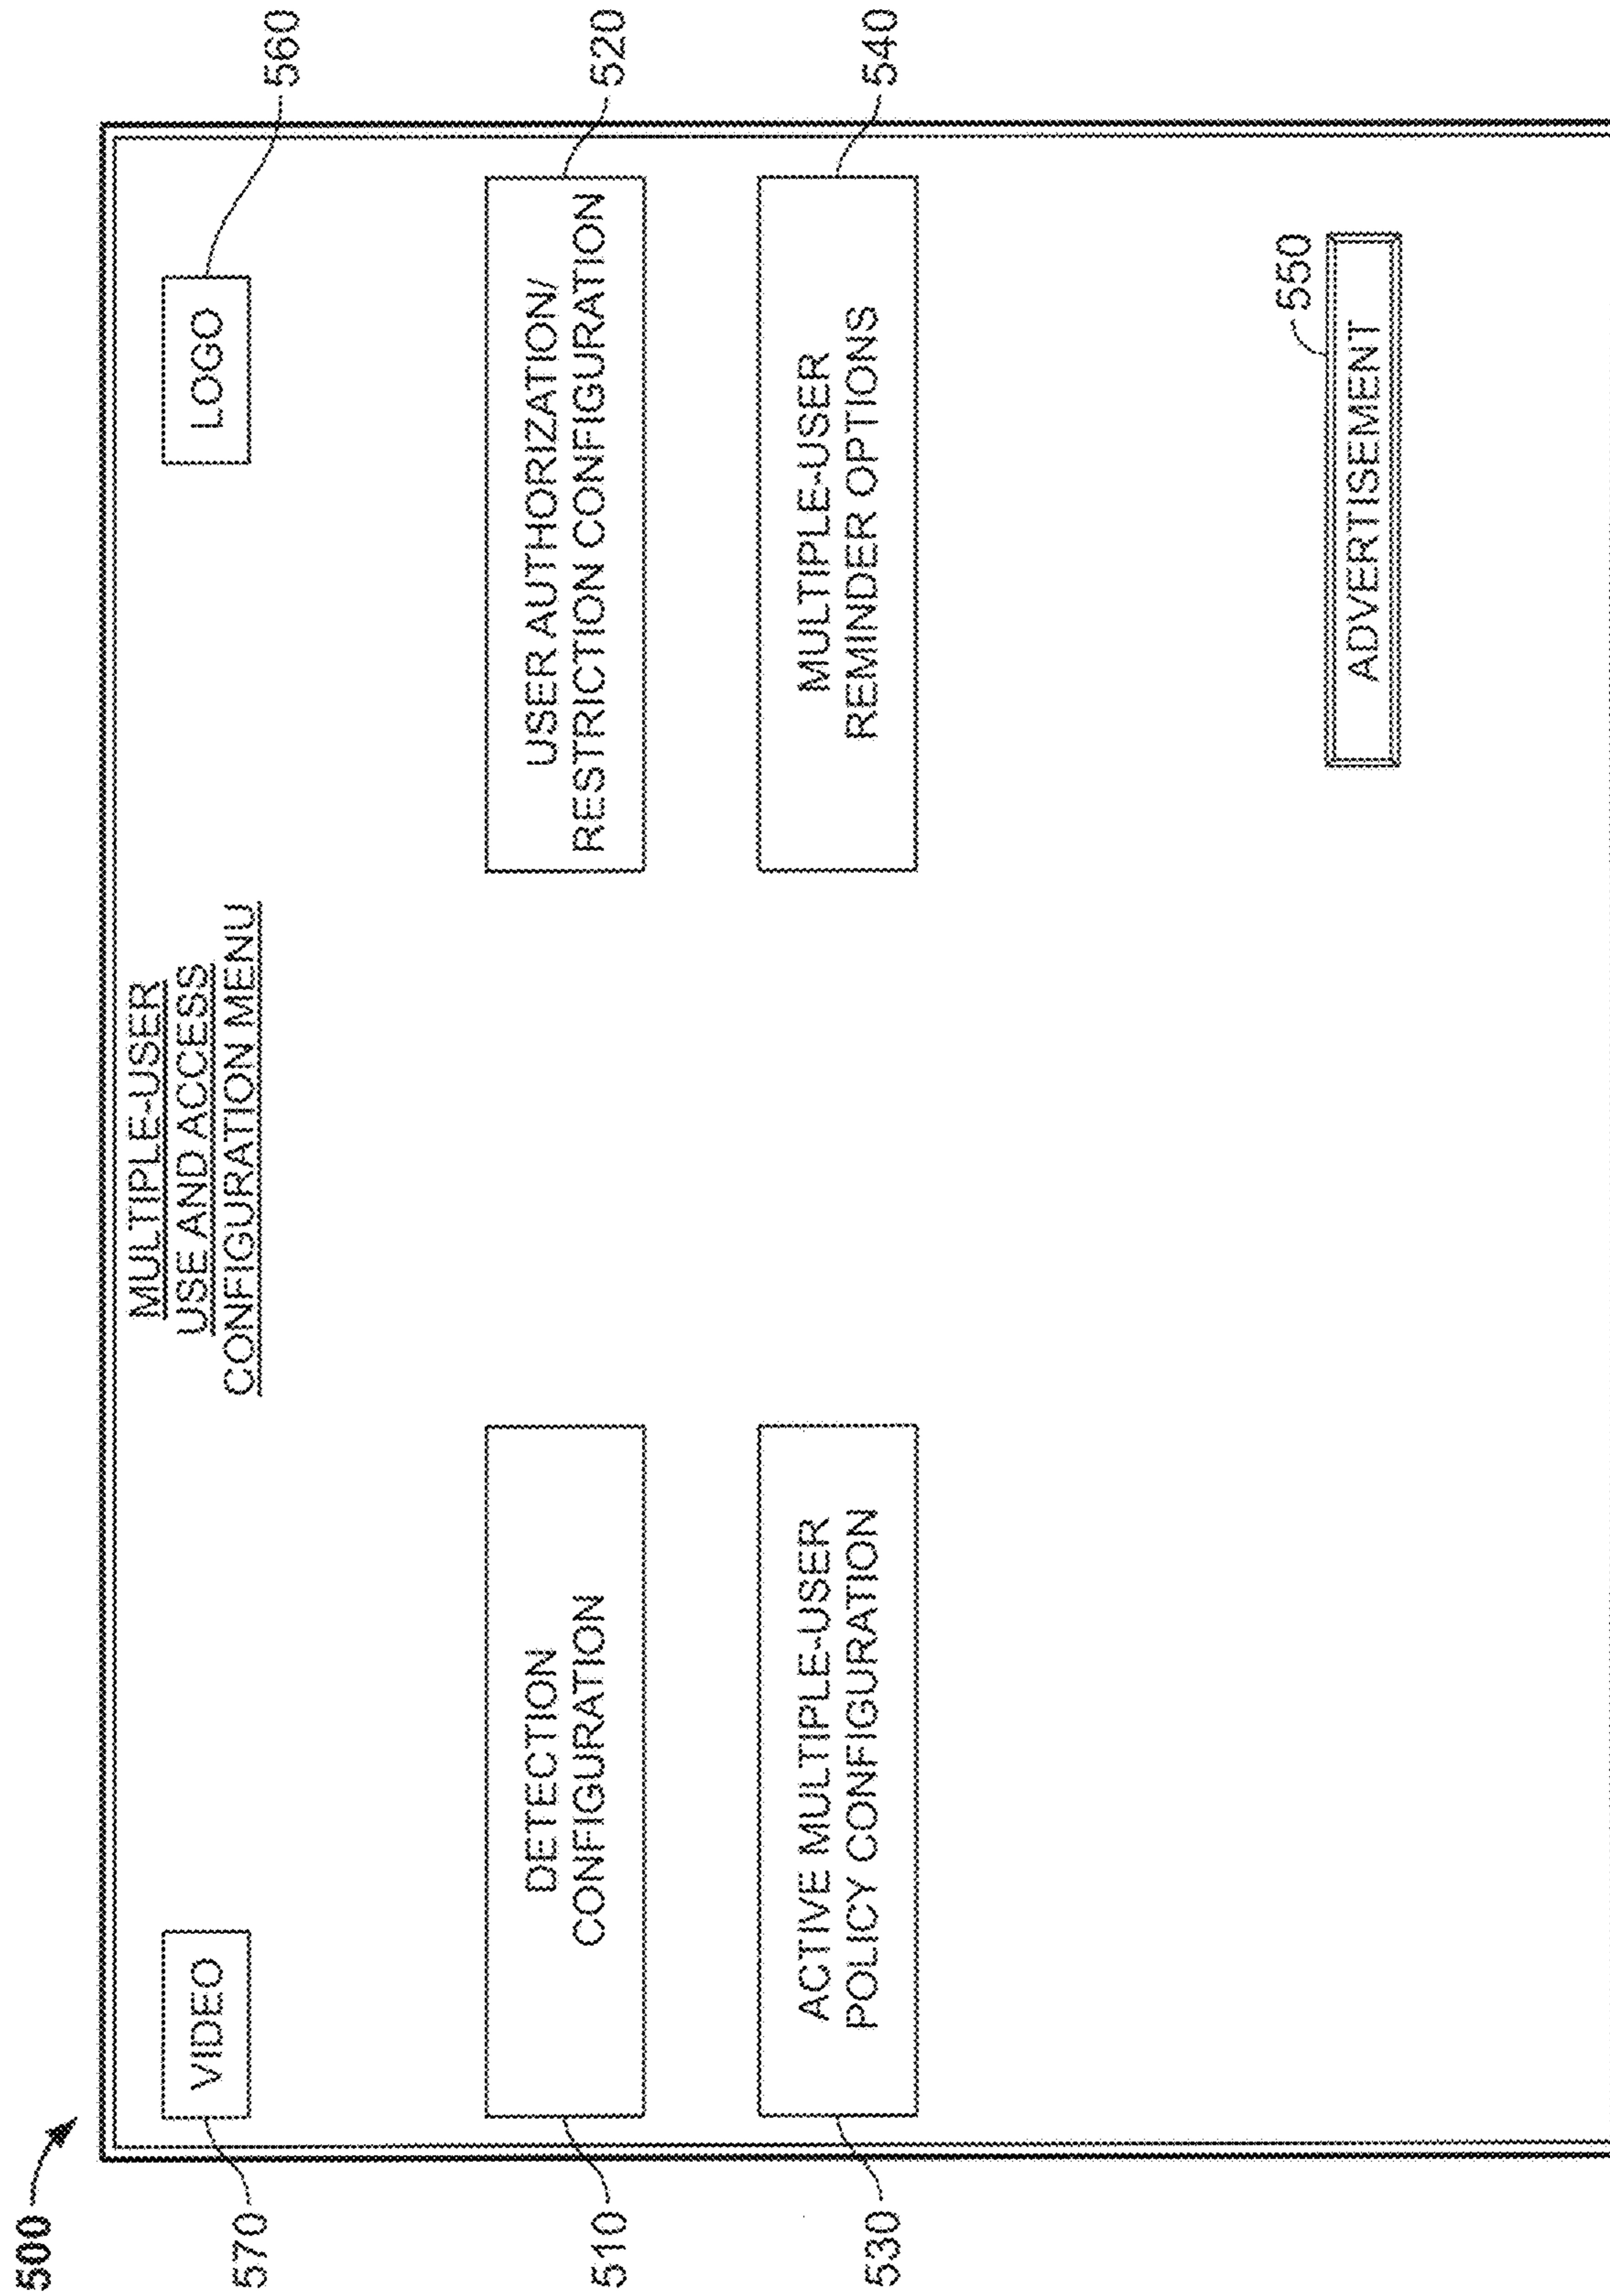 500
MULTIPLE-USER
USE AND ACCESS
CONFIGURATION MENU
570
VIDEO
LOGO
560
510
DETECTION
CONFIGURATION
USER AUTHORIZATION/
RESTRICTION CONFIGURATION
520
530
ACTIVE MULTIPLE-USER
POLICY CONFIGURATION
MULTIPLE-USER
REMINDER OPTIONS
540
550
ADVERTISEMENT